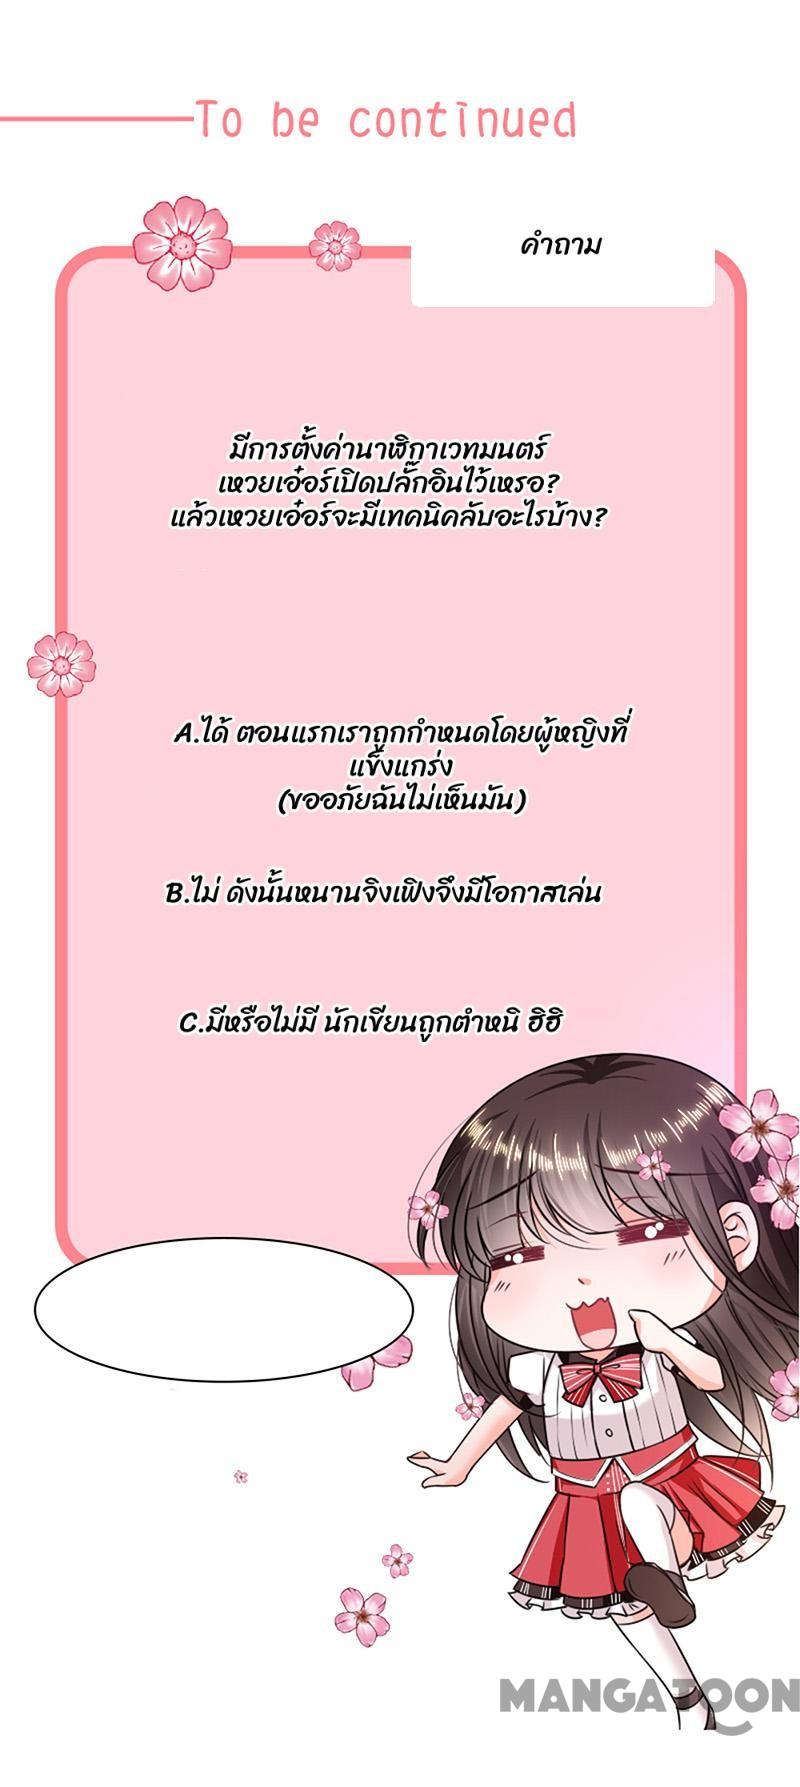 To be continued
คำถาม
มีการตั้งค่านาฬิกาเวทมนตร์
เหวยเอ๋อร์เปิดปลั๊กอินไว้เหรอ?
แล้วเหวยเอ๋อร์จะมีเทคนิคลับอะไรบ้าง?
A.ได้ ตอนแรกเราถูกกำหนดโดยผู้หญิงที่
แข็งแกร่ง
(ขออภัยฉันไม่เห็นมัน)
B.ไม่ ดังนั้นหนานจิงเฟิงจึงมีโอกาสเล่น
C.มีหรือไม่มี นักเขียนถูกตำหนิ ฮิฮิ
MANGATOON